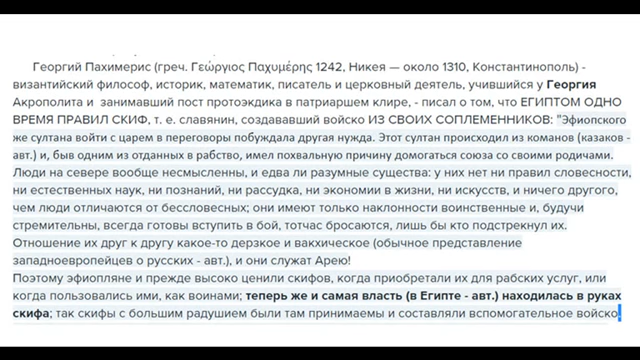 Георгий Пахимерис (греч. Γεώργιος Παχυμέρης 1242, Никея — около 1310, Константинополь) -
византийский философ, историк, математик, писатель и церковный деятель, учившийся у Георгия
Акрополита и занимавший пост протоэкдика в патриаршем клире, - писал о том, что ЕГИПТОМ ОДНО
ВРЕМЯ ПРАВИЛ СКИФ, т. е. славянин, создававший войско ИЗ СВОИХ СОПЛЕМЕННИКОВ: "Эфиопского
же султана войти с царем в переговоры побуждала другая нужда. Этот султан происходил из команов (казаков -
авт.) и, быв одним из отданных в рабство, имел похвальную причину домогаться союза со своими родичами.
Люди на севере вообще несмысленны, и едва ли разумные существа: у них нет ни правил словесности,
ни естественных наук, ни познаний, ни рассудка, ни экономии в жизни, ни искусств, и ничего другого,
чем люди отличаются от бессловесных; они имеют только наклонности воинственные и, будучи
стремительны, всегда готовы вступить в бой, тотчас бросаются, лишь бы кто подстрекнул их.
Отношение их друг к другу какое-то дерзкое и вакхическое (обычное представление
западноевропейцев о русских - авт.), и они служат Арею!
Поэтому эфиопляне и прежде высоко ценили скифов, когда приобретали их для рабских услуг, или
когда пользовались ими, как воинами; теперь же и самая власть (в Египте - авт.) находилась в руках
скифа; так скифы с большим радушием были там принимаемы и составляли вспомогательное войско.